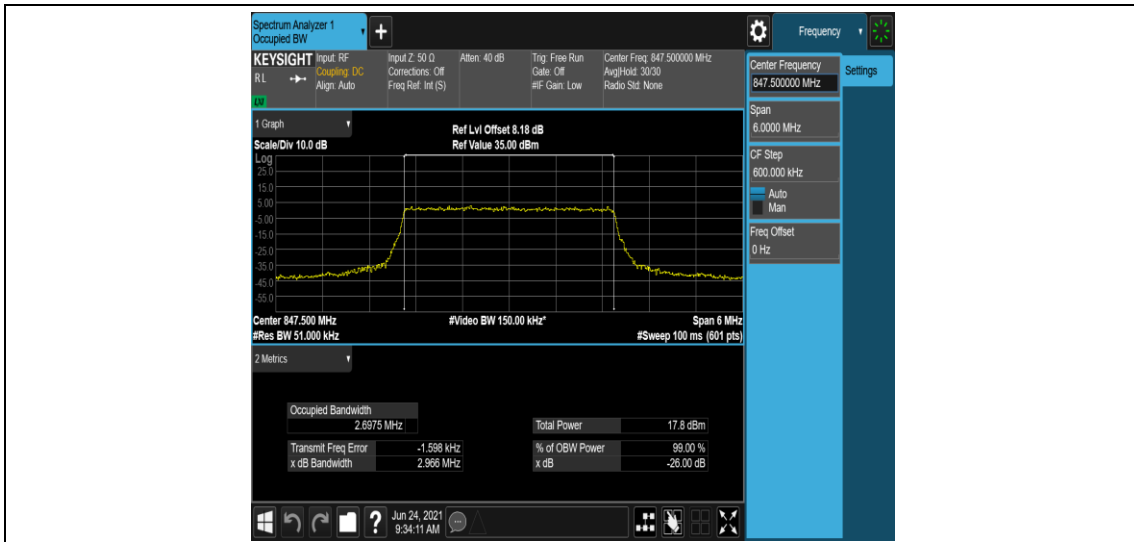 Spectrum Analyzer 1
Occupied BW
+
Frequency
KEYSIGHT
RL
LXI
Input: RF
Coupling: DC
Align: Auto
Input Z: 50 Ω
Corrections: Off
Freq Ref: Int (S)
Atten: 40 dB
Trig: Free Run
Gate: Off
#IF Gain: Low
Center Freq: 847.500000 MHz
Avg|Hold: 30/30
Radio Std: None
Center Frequency
847.500000 MHz
Settings
Span
6.0000 MHz
CF Step
600.000 kHz
Auto
Man
Freq Offset
0 Hz
1 Graph
Scale/Div 10.0 dB
Ref Lvl Offset 8.18 dB
Ref Value 35.00 dBm
Log
25.0
15.0
5.00
-5.00
-15.0
-25.0
-35.0
-45.0
-55.0
Center 847.500 MHz
#Video BW 150.00 kHz*
Span 6 MHz
#Res BW 51.000 kHz
#Sweep 100 ms (601 pts)
2 Metrics
Occupied Bandwidth
2.6975 MHz
Total Power 17.8 dBm
Transmit Freq Error -1.598 kHz
% of OBW Power 99.00 %
x dB Bandwidth 2.966 MHz
x dB -26.00 dB
?
Jun 24, 2021
9:34:11 AM